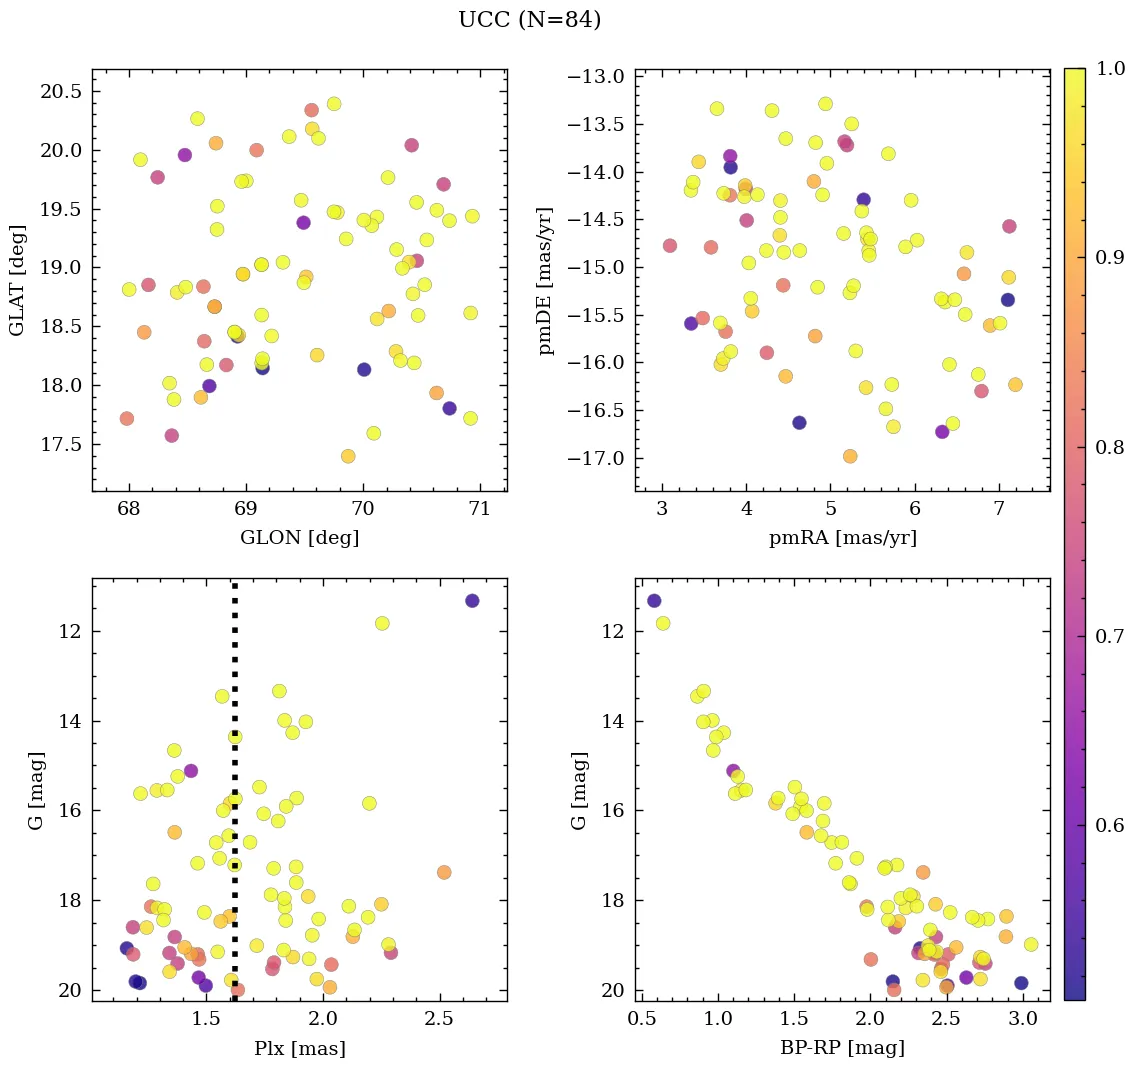 UCC (N=84)
20.5
20.0
19.5
19.0
18.5
18.0
17.5
GLAT [deg]
68 69 70 71
GLON [deg]
−13.0
−13.5
−14.0
−14.5
−15.0
−15.5
−16.0
−16.5
−17.0
pmDE [mas/yr]
3 4 5 6 7
pmRA [mas/yr]
1.0
0.9
0.8
0.7
0.6
12
14
16
18
20
G [mag]
1.5 2.0 2.5
Plx [mas]
12
14
16
18
20
G [mag]
0.5 1.0 1.5 2.0 2.5 3.0
BP-RP [mag]